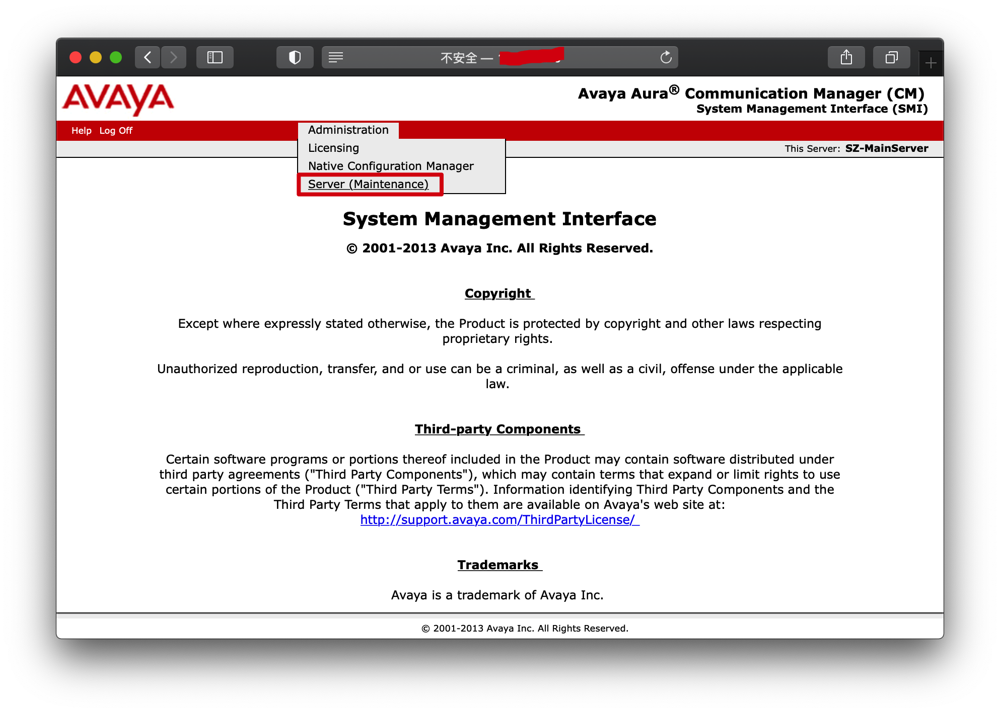 不安全 —
AVAYA
Avaya Aura® Communication Manager (CM)
System Management Interface (SMI)
Help Log Off
Administration
Licensing
Native Configuration Manager
Server (Maintenance)
This Server: SZ-MainServer
System Management Interface
© 2001-2013 Avaya Inc. All Rights Reserved.
Copyright
Except where expressly stated otherwise, the Product is protected by copyright and other laws respecting
proprietary rights.
Unauthorized reproduction, transfer, and or use can be a criminal, as well as a civil, offense under the applicable
law.
Third-party Components
Certain software programs or portions thereof included in the Product may contain software distributed under
third party agreements ("Third Party Components"), which may contain terms that expand or limit rights to use
certain portions of the Product ("Third Party Terms"). Information identifying Third Party Components and the
Third Party Terms that apply to them are available on Avaya's web site at:
http://support.avaya.com/ThirdPartyLicense/
Trademarks
Avaya is a trademark of Avaya Inc.
© 2001-2013 Avaya Inc. All Rights Reserved.